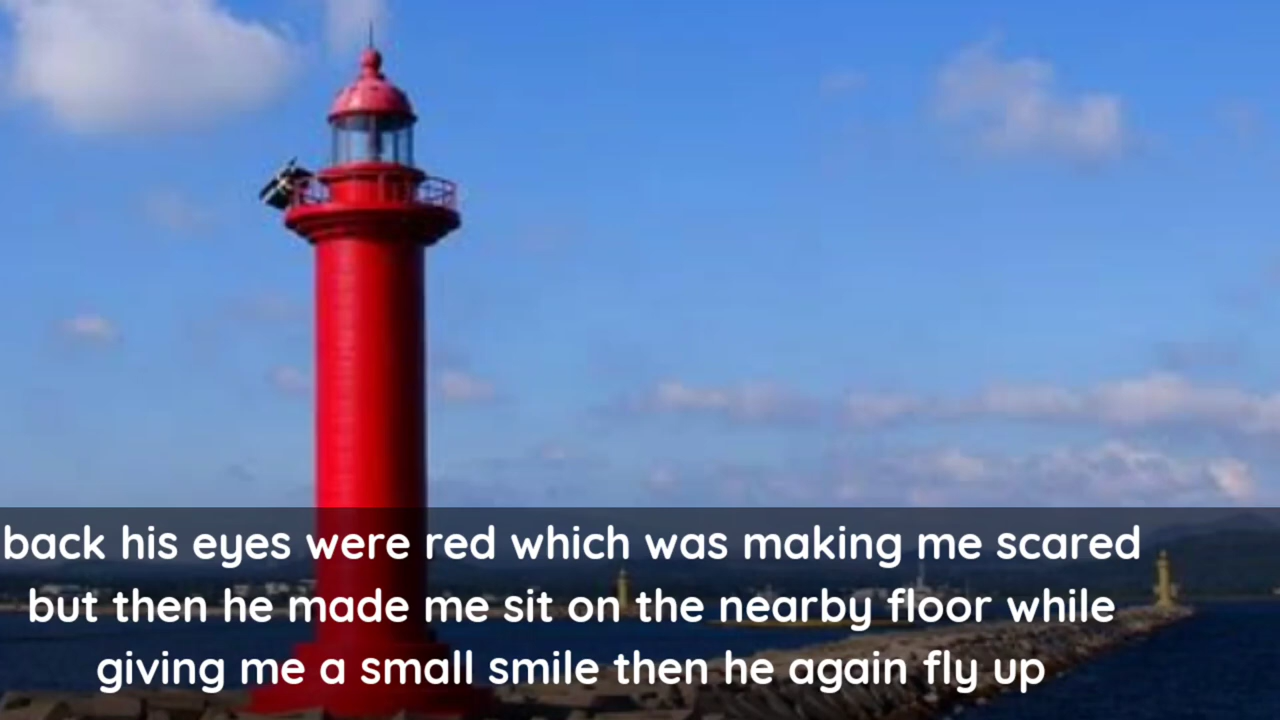 back his eyes were red which was making me scared
but then he made me sit on the nearby floor while
giving me a small smile then he again fly up